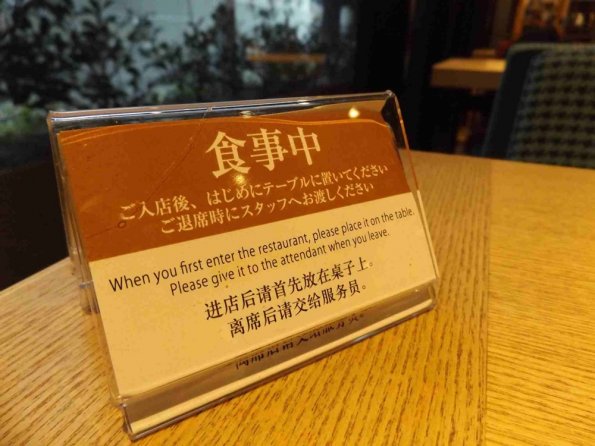 食事中
ご入店後、はじめにテーブルに置いてください
ご退席時にスタッフへお渡しください
When you first enter the restaurant, please place it on the table.
Please give it to the attendant when you leave.
进店后请首先放在桌子上。
离席后请交给服务员。